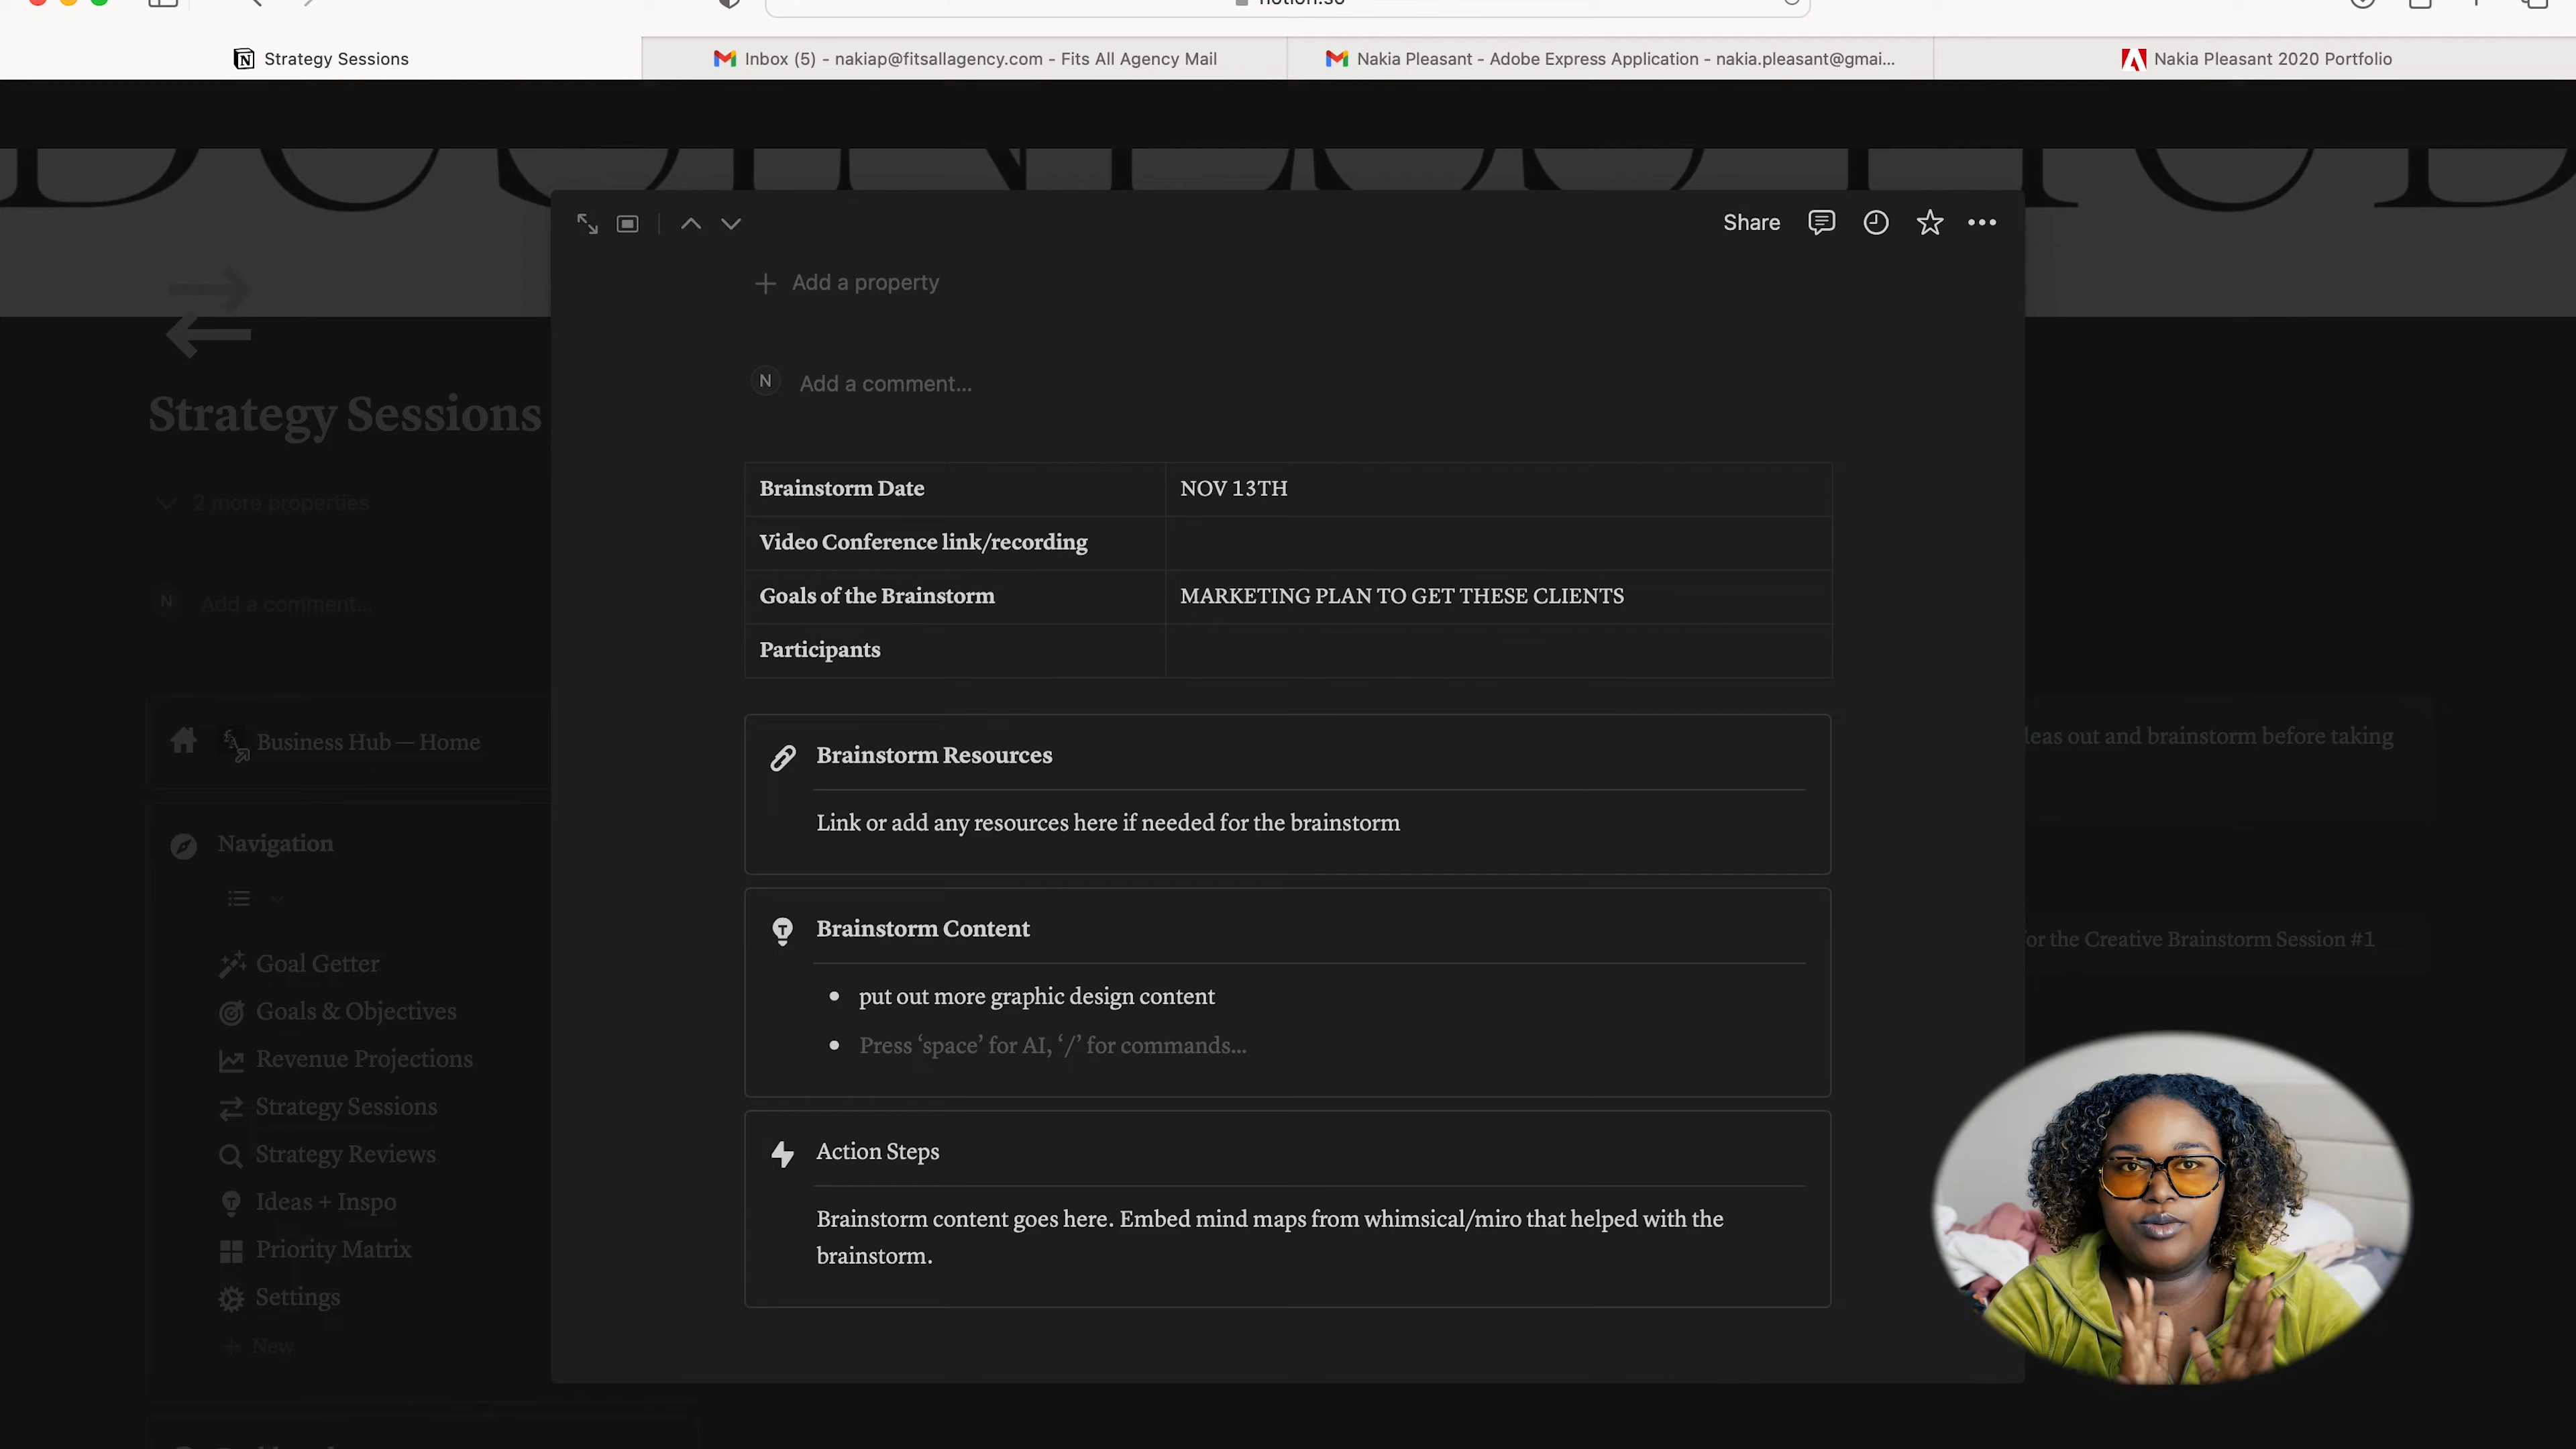 Strategy Sessions
Inbox (5) - nakiap@fitsallagency.com - Fits All Agency Mail
Nakia Pleasant - Adobe Express Application - nakia.pleasant@gmai...
Nakia Pleasant 2020 Portfolio
Share
Add a property
N Add a comment...
Strategy Sessions
2 more properties
N Add a comment...
Brainstorm Date NOV 13TH
Video Conference link/recording
Goals of the Brainstorm MARKETING PLAN TO GET THESE CLIENTS
Participants
Business Hub — Home
Navigation
Goal Getter
Goals & Objectives
Revenue Projections
Strategy Sessions
Strategy Reviews
Ideas + Inspo
Priority Matrix
Settings
New
Brainstorm Resources
Link or add any resources here if needed for the brainstorm
Brainstorm Content
• put out more graphic design content
• Press ‘space’ for AI, ‘/’ for commands...
Action Steps
Brainstorm content goes here. Embed mind maps from whimsical/miro that helped with the
brainstorm.
out and brainstorm before taking
the Creative Brainstorm Session #1